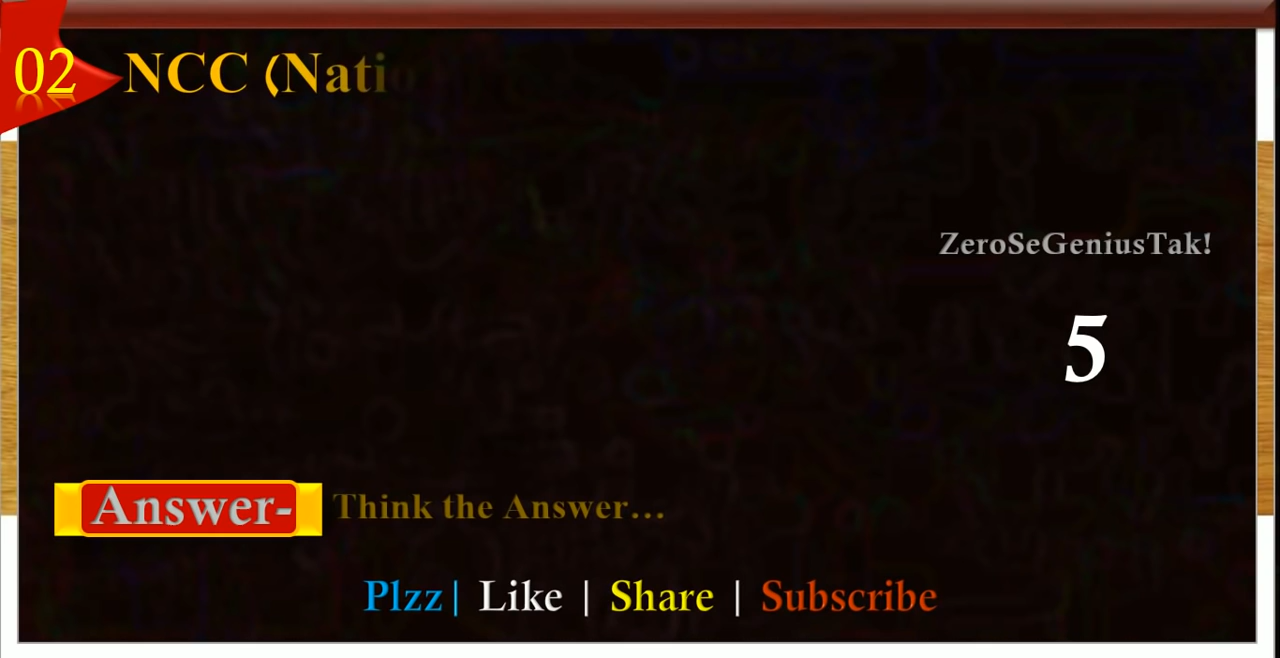 02 NCC (Nati
ZeroSeGeniusTak!
5
Answer- Think the Answer...
Plzz| Like | Share | Subscribe